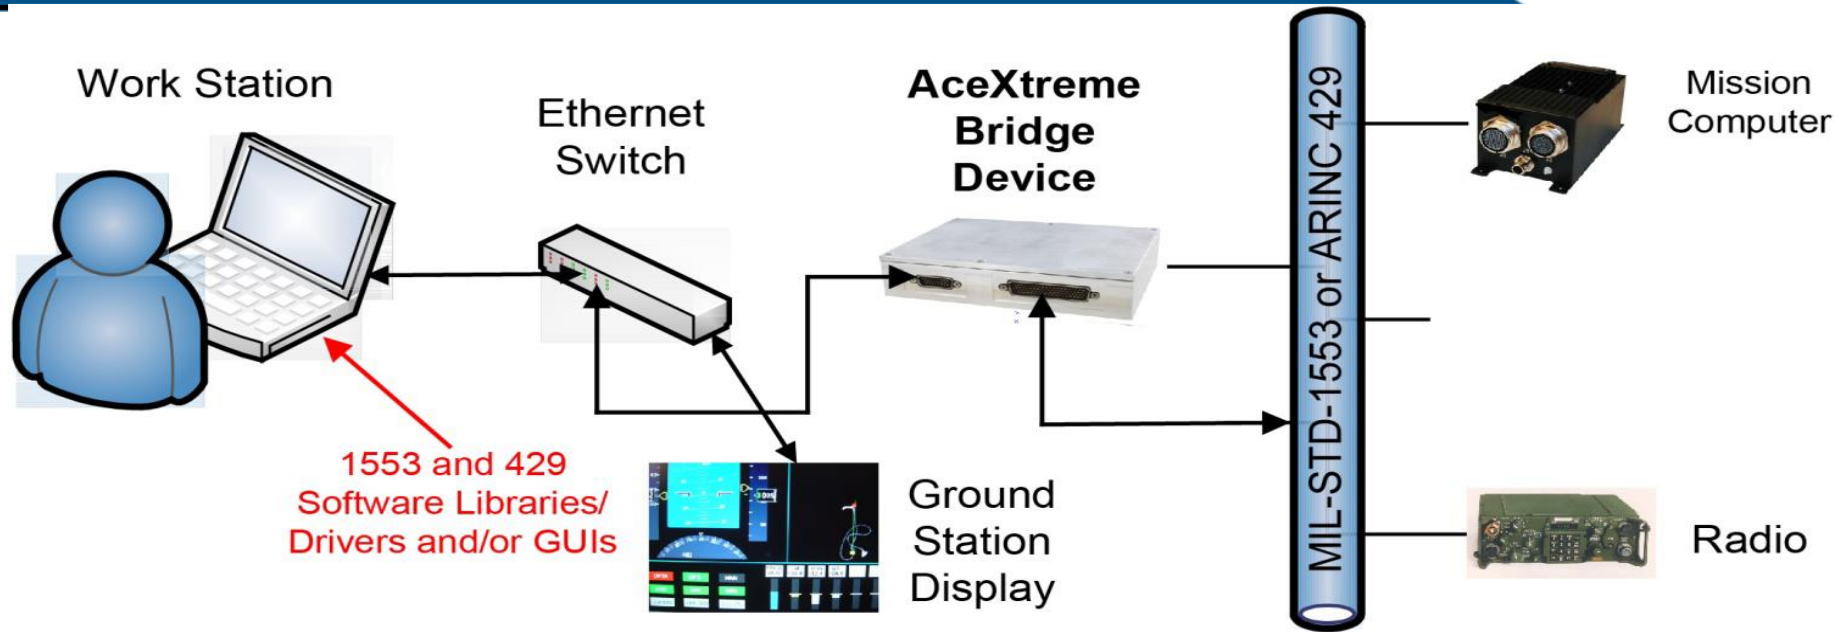 Work Station
Ethernet
Switch
AceXtreme
Bridge
Device
MIL-STD-1553 or ARINC 429
Mission
Computer
1553 and 429
Software Libraries/
Drivers and/or GUIs
Ground
Station
Display
Radio